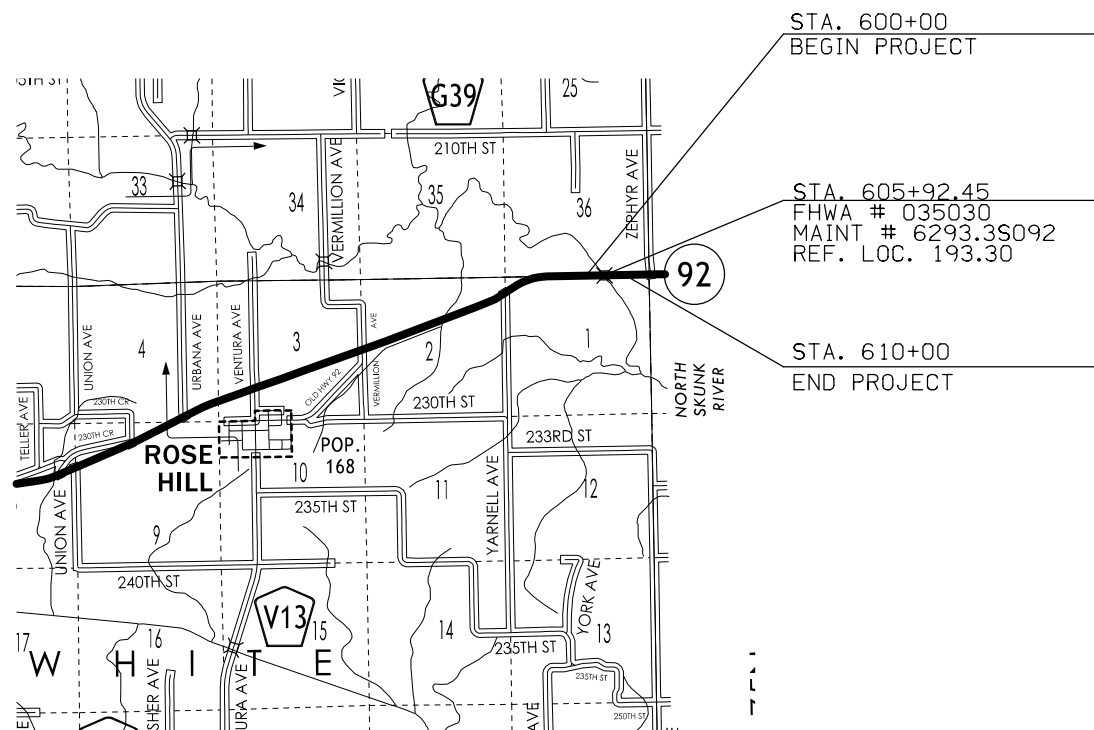 STA. 600+00
BEGIN PROJECT
G39
25
210TH ST
33
34
VERMILLION AVE
35
36
ZEPHYR AVE
STA. 605+92.45
FHWA # 035030
MAINT # 6293.3S092
REF. LOC. 193.30
92
UNION AVE
4
URBANA AVE
VENTURA AVE
3
OLD HWY 92
VERMILLION AVE
2
1
NORTH
SKUNK
RIVER
STA. 610+00
END PROJECT
TELLER AVE
230TH CR
230TH CR
230TH ST
233RD ST
ROSE
HILL
POP.
168
10
11
12
235TH ST
YARNELL AVE
UNION AVE
9
240TH ST
V13
15
14
YORK AVE
13
17
16
235TH ST
235TH ST
250TH ST
W H I T E